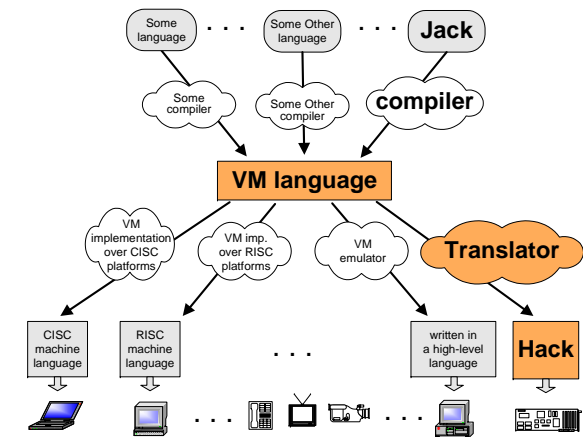 Some
language
. . .
Some Other
language
. . .
Jack
Some
compiler
Some Other
compiler
compiler
VM language
VM
implementation
over CISC
platforms
VM imp.
over RISC
platforms
VM
emulator
Translator
CISC
machine
language
RISC
machine
language
. . .
written in
a high-level
language
Hack
. . .
. . .